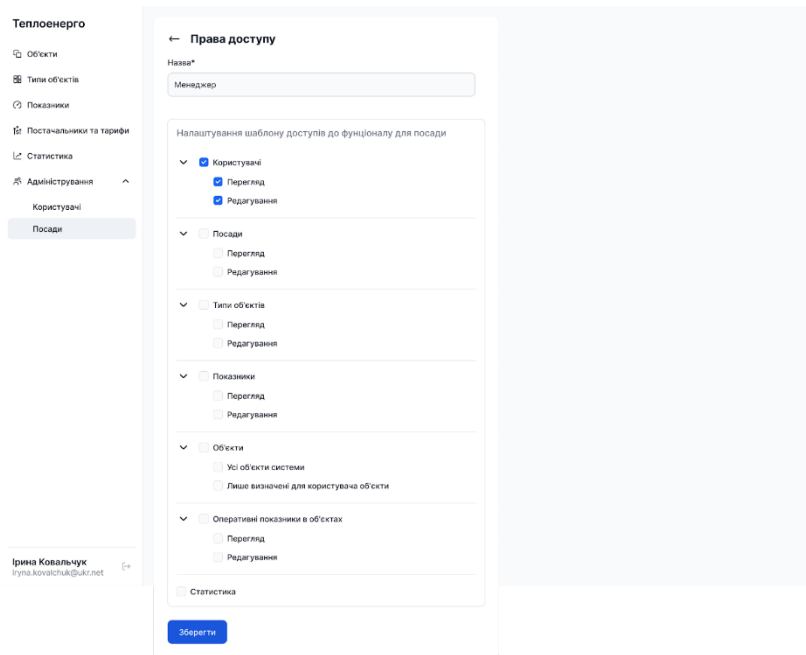 Теплоенерго
Об'єкти
Типи об'єктів
Показники
Постачальники та тарифи
Статистика
Адміністрування
Користувачі
Посади
Ірина Ковальчук
Iryna.kovalchuk@ukr.net
← Права доступу
Назва*
Менеджер
Налаштування шаблону доступів до фунціоналу для посади
Користувачі
Перегляд
Редагування
Посади
Перегляд
Редагування
Типи об'єктів
Перегляд
Редагування
Показники
Перегляд
Редагування
Об'єкти
Усі об'єкти системи
Лише визначені для користувача об'єкти
Оперативні показники в об'єктах
Перегляд
Редагування
Статистика
Зберегти